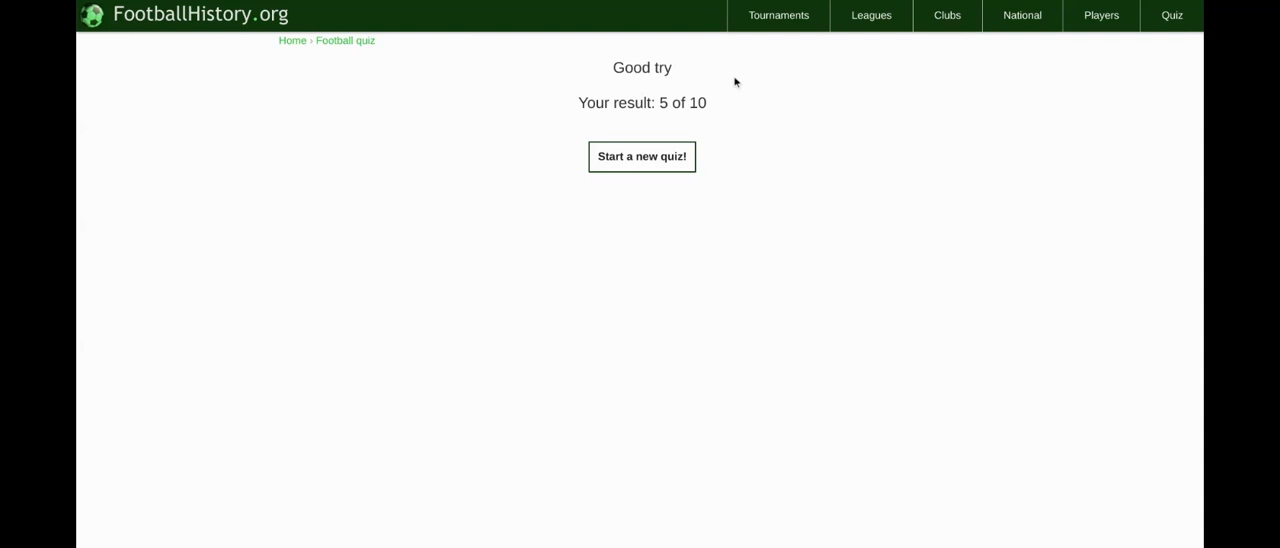 FootballHistory.org
Tournaments Leagues Clubs National Players Quiz
Home › Football quiz
Good try
Your result: 5 of 10
Start a new quiz!